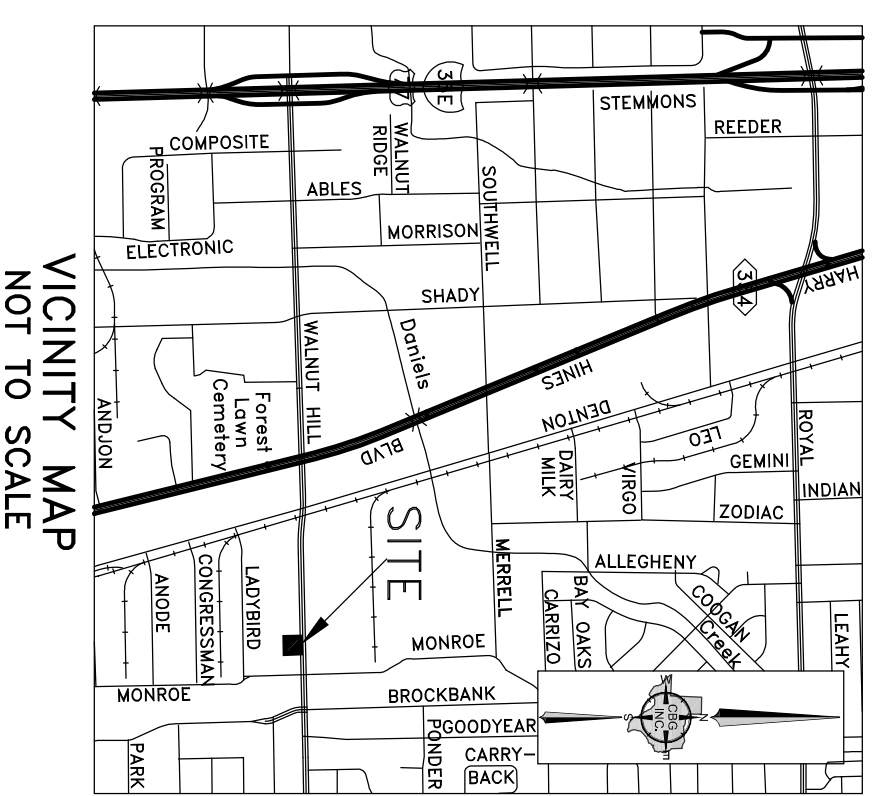 VICINITY MAP
NOT TO SCALE
35E
STEMMONS
REEDER
COMPOSITE
PROGRAM
WALNUT
RIDGE
ABLES
SOUTHWELL
MORRISON
ELECTRONIC
SHADY
HARRY
HINES
BLVD
WALNUT HILL
Daniels
Forest
Lawn
Cemetery
ANDJON
DENTON
LEO
ROYAL
DAIRY
MILK
VIRGO
GEMINI
INDIAN
ZODIAC
SITE
MERRELL
ALLEGHENY
ANODE
CONGRESSMAN
LADYBIRD
BAY OAKS
CARRIZO
COOGAN
Creek
LEAHY
MONROE
MONROE
BROCKBANK
GOODYEAR
PONDER
CARRY-
BACK
PARK
W
N
S
E
CBG
INC.